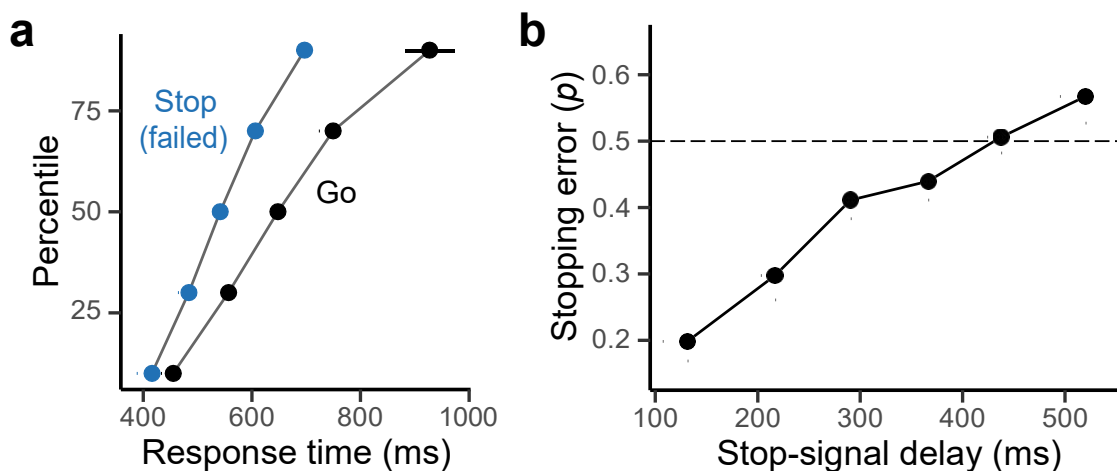 a
Percentile
75
50
25
Stop
(failed)
Go
400
600
800
1000
Response time (ms)
b
Stopping error (p)
0.6
0.5
0.4
0.3
0.2
100
200
300
400
500
Stop-signal delay (ms)